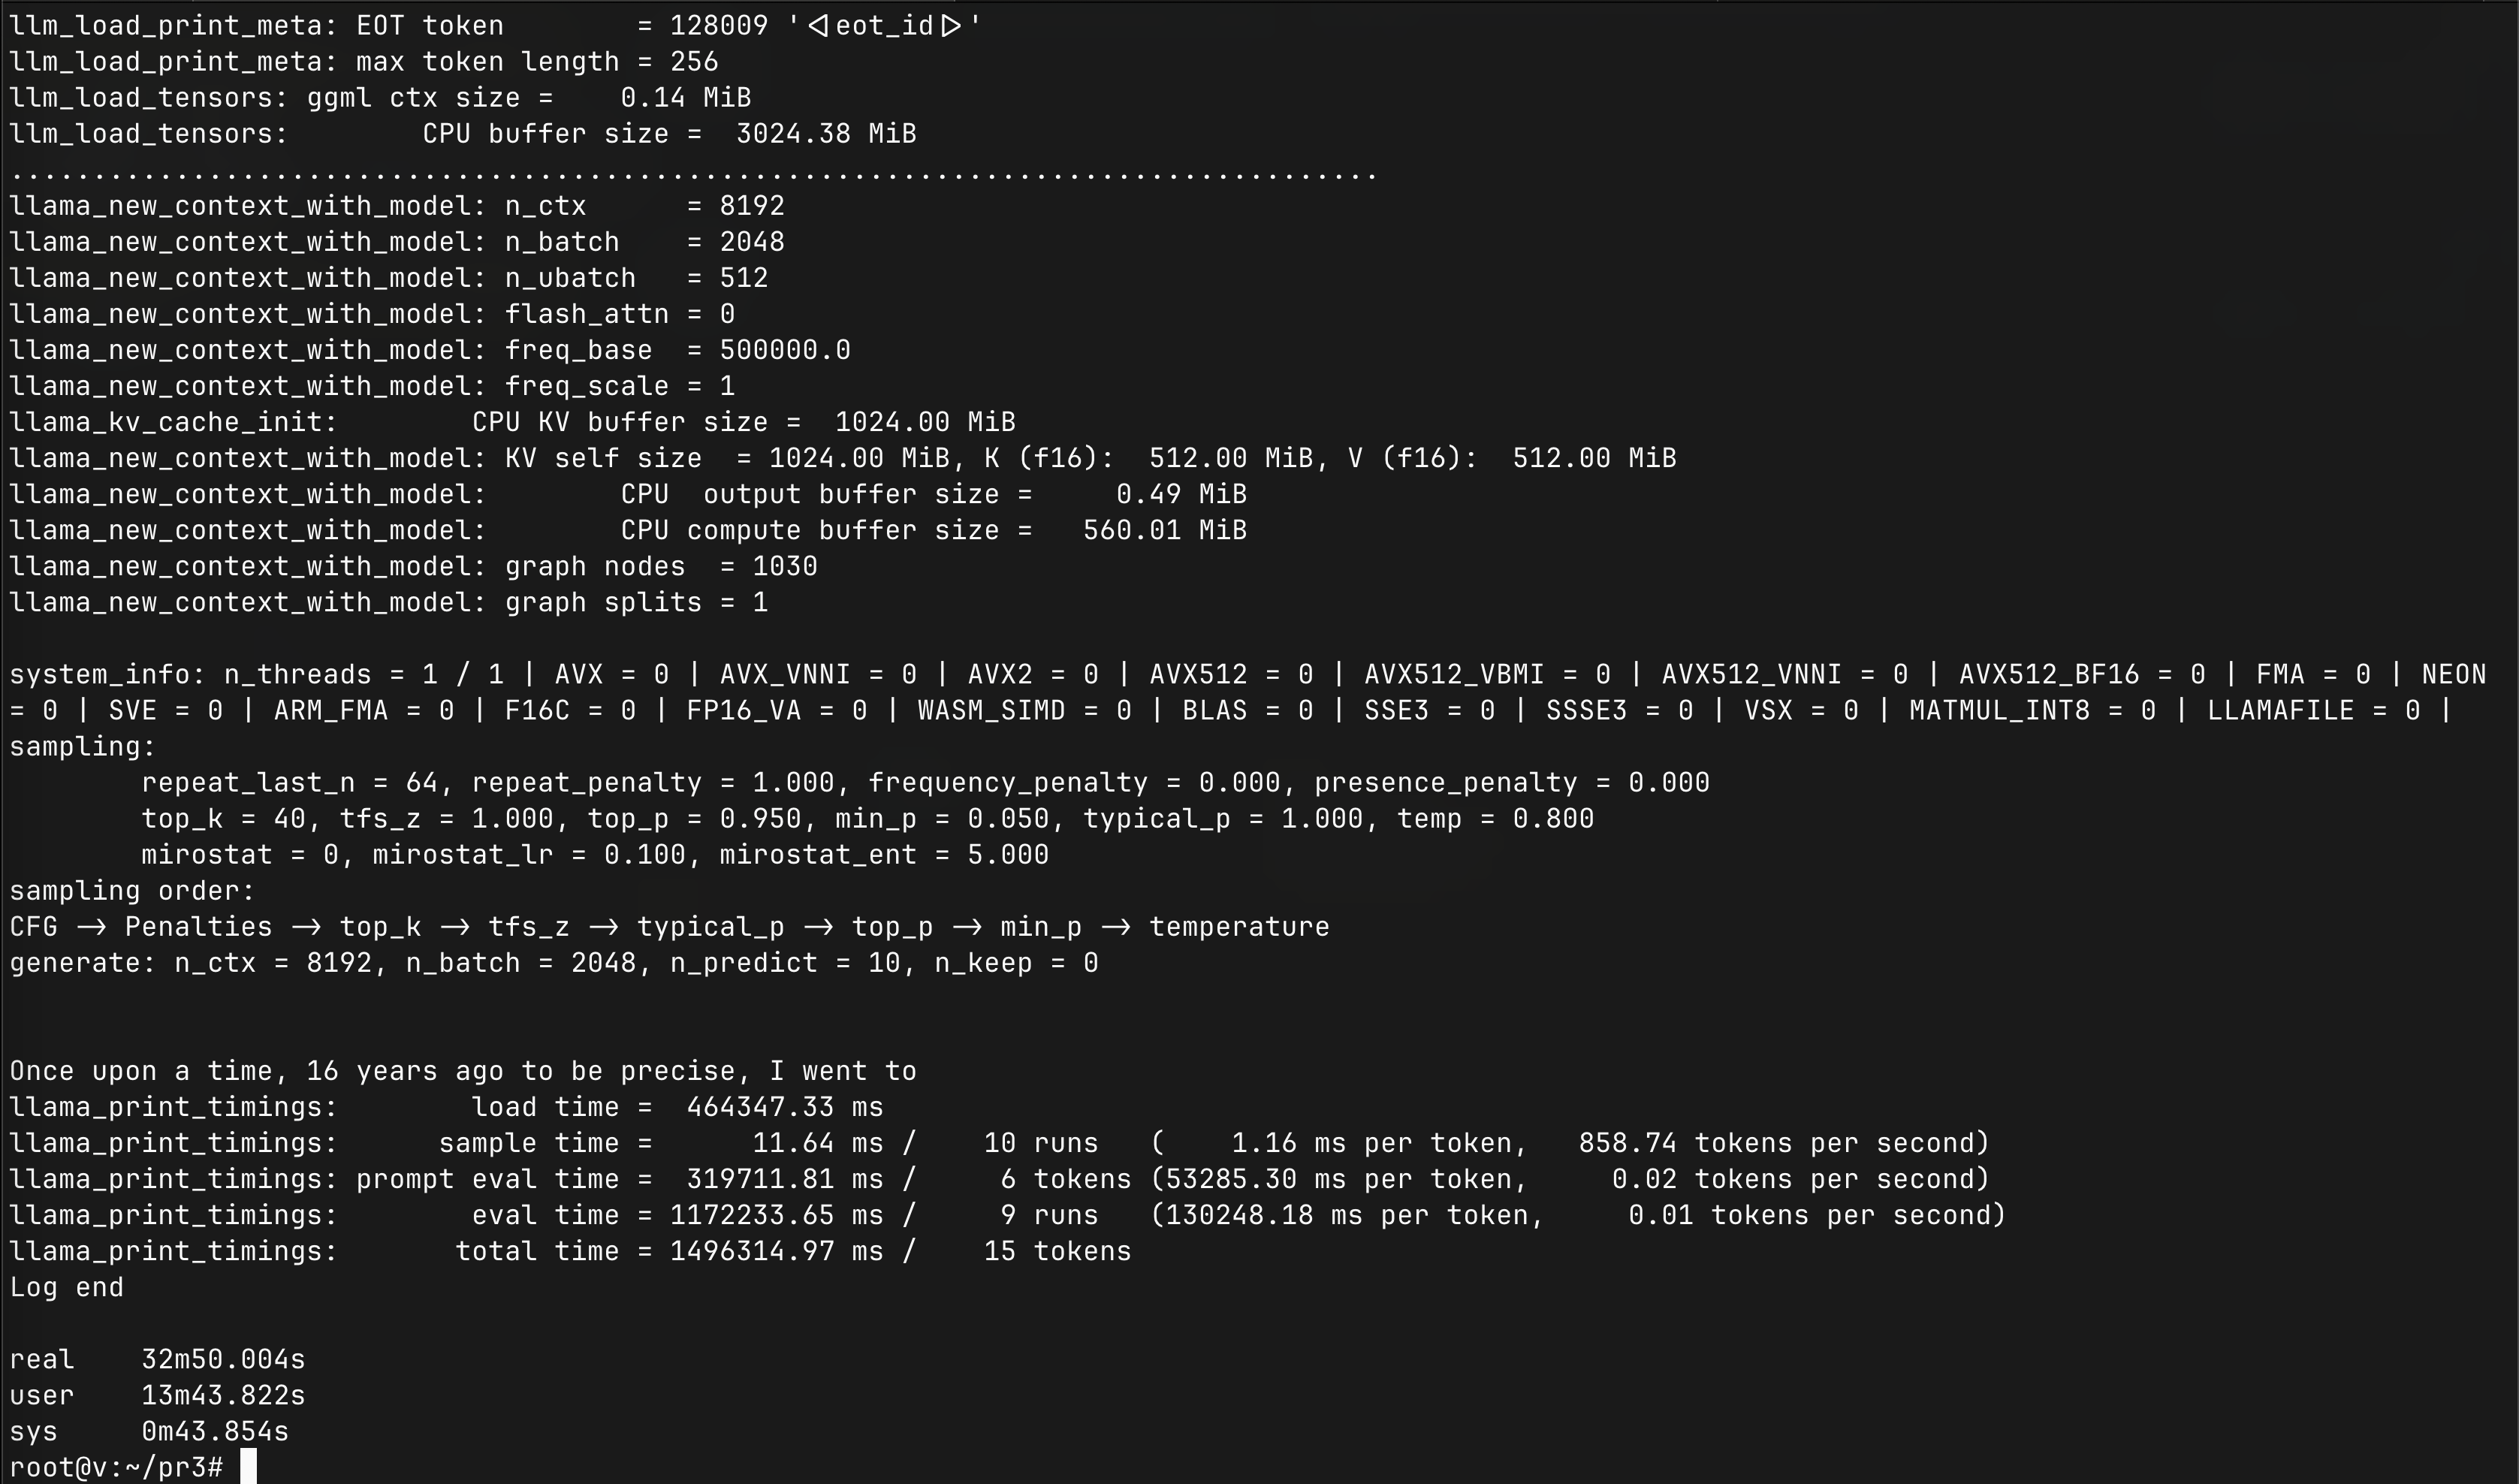 llm_load_print_meta: EOT token        = 128009 '<|eot_id|>'
llm_load_print_meta: max token length = 256
llm_load_tensors: ggml ctx size =    0.14 MiB
llm_load_tensors:        CPU buffer size =  3024.38 MiB
...................................................................................
llama_new_context_with_model: n_ctx      = 8192
llama_new_context_with_model: n_batch    = 2048
llama_new_context_with_model: n_ubatch   = 512
llama_new_context_with_model: flash_attn = 0
llama_new_context_with_model: freq_base  = 500000.0
llama_new_context_with_model: freq_scale = 1
llama_kv_cache_init:        CPU KV buffer size =  1024.00 MiB
llama_new_context_with_model: KV self size  = 1024.00 MiB, K (f16):  512.00 MiB, V (f16):  512.00 MiB
llama_new_context_with_model:        CPU  output buffer size =     0.49 MiB
llama_new_context_with_model:        CPU compute buffer size =   560.01 MiB
llama_new_context_with_model: graph nodes  = 1030
llama_new_context_with_model: graph splits = 1

system_info: n_threads = 1 / 1 | AVX = 0 | AVX_VNNI = 0 | AVX2 = 0 | AVX512 = 0 | AVX512_VBMI = 0 | AVX512_VNNI = 0 | AVX512_BF16 = 0 | FMA = 0 | NEON
= 0 | SVE = 0 | ARM_FMA = 0 | F16C = 0 | FP16_VA = 0 | WASM_SIMD = 0 | BLAS = 0 | SSE3 = 0 | SSSE3 = 0 | VSX = 0 | MATMUL_INT8 = 0 | LLAMAFILE = 0 |
sampling:
        repeat_last_n = 64, repeat_penalty = 1.000, frequency_penalty = 0.000, presence_penalty = 0.000
        top_k = 40, tfs_z = 1.000, top_p = 0.950, min_p = 0.050, typical_p = 1.000, temp = 0.800
        mirostat = 0, mirostat_lr = 0.100, mirostat_ent = 5.000
sampling order:
CFG -> Penalties -> top_k -> tfs_z -> typical_p -> top_p -> min_p -> temperature
generate: n_ctx = 8192, n_batch = 2048, n_predict = 10, n_keep = 0

Once upon a time, 16 years ago to be precise, I went to
llama_print_timings:        load time =  464347.33 ms
llama_print_timings:      sample time =      11.64 ms /    10 runs   (    1.16 ms per token,   858.74 tokens per second)
llama_print_timings: prompt eval time =  319711.81 ms /     6 tokens (53285.30 ms per token,     0.02 tokens per second)
llama_print_timings:        eval time = 1172233.65 ms /     9 runs   (130248.18 ms per token,     0.01 tokens per second)
llama_print_timings:       total time = 1496314.97 ms /    15 tokens
Log end

real    32m50.004s
user    13m43.822s
sys     0m43.854s
root@v:~/pr3#